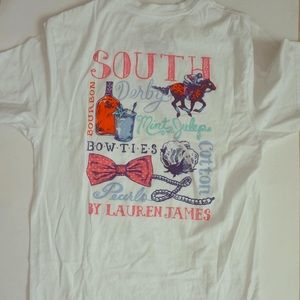 SOUTH
BOURBON
Derby
Mint Julep
BOW·TIES
Cotton
Pearls
BY LAUREN JAMES